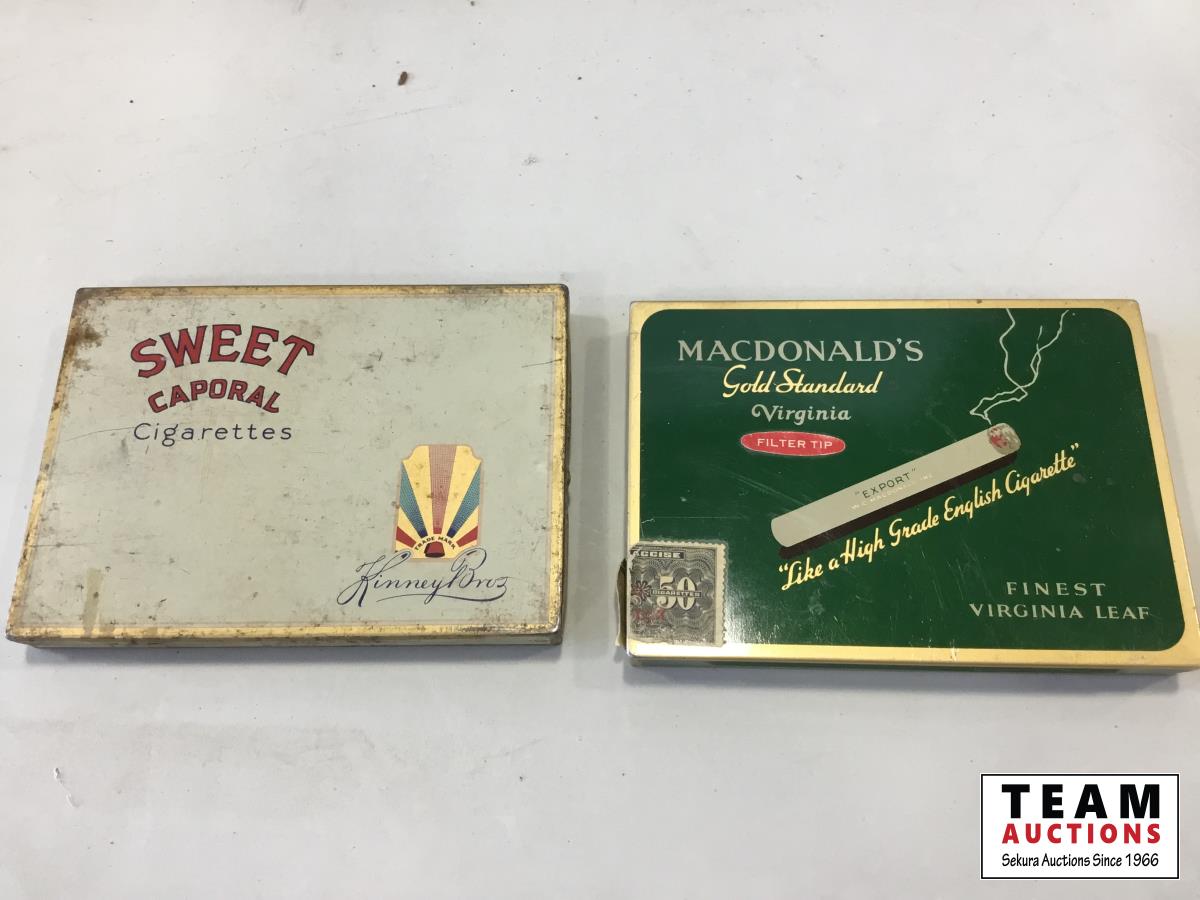 SWEET
CAPORAL
Cigarettes
TRADE MARK
Kinney Bros
MACDONALD'S
Gold Standard
Virginia
FILTER TIP
"EXPORT"
"Like a High Grade English Cigarette"
FINEST
VIRGINIA LEAF
50
CIGARETTES
TEAM
AUCTIONS
Sekura Auctions Since 1966